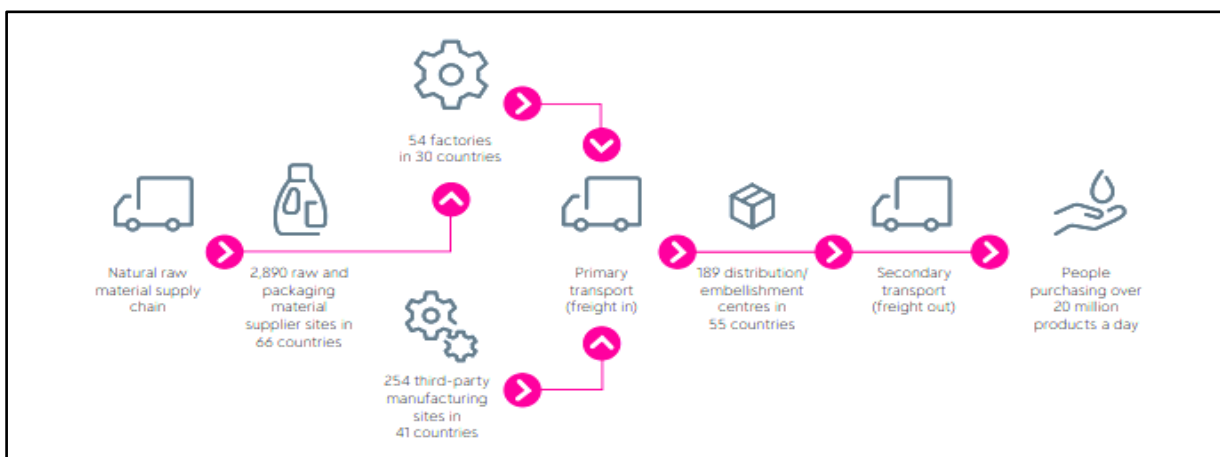 54 factories
in 30 countries
Natural raw
material supply
chain
2,890 raw and
packaging
material
supplier sites in
66 countries
254 third-party
manufacturing
sites in
41 countries
Primary
transport
(freight in)
189 distribution/
embellishment
centres in
55 countries
Secondary
transport
(freight out)
People
purchasing over
20 million
products a day